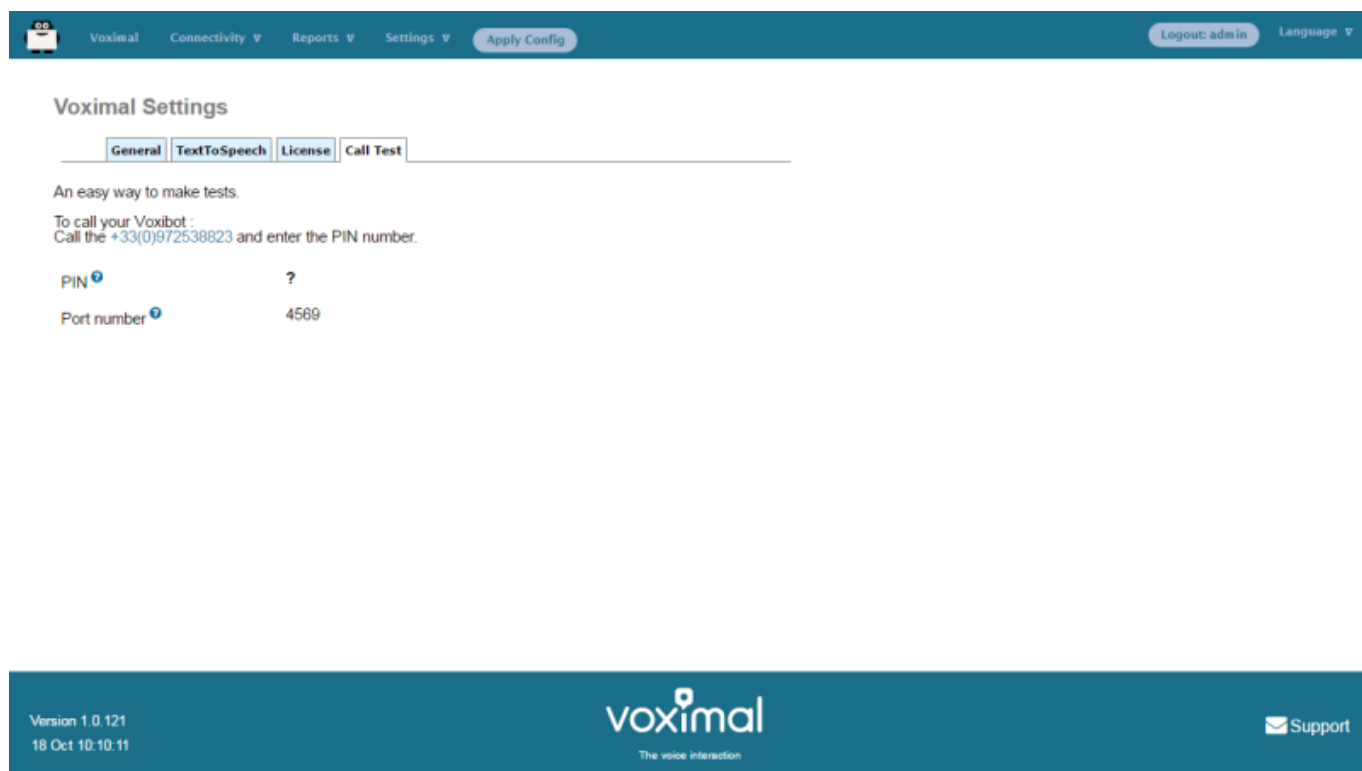 Voximal Connectivity ∇ Reports ∇ Settings ∇ Apply Config Logout: admin Language ∇
Voximal Settings
General TextToSpeech License Call Test
An easy way to make tests.
To call your Voxibot :
Call the +33(0)972538823 and enter the PIN number.
PIN ? ?
Port number ? 4569
Version 1.0.121
18 Oct 10:10:11
voximal
The voice interaction
Support